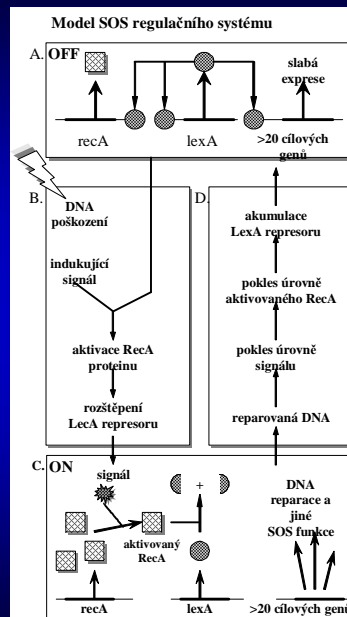 Model SOS regulačního systému
A. OFF
slabá
exprese
recA
lexA
>20 cílových
genů
B.
DNA
poškození
indukující
signál
aktivace RecA
proteinu
rozštěpení
LecA represoru
D.
akumulace
LexA represoru
pokles úrovně
aktivovaného RecA
pokles úrovně
signálu
reparovaná DNA
C. ON
signál
+
aktivovaný
RecA
DNA
reparace a
jiné
SOS funkce
recA
lexA
>20 cílových genů